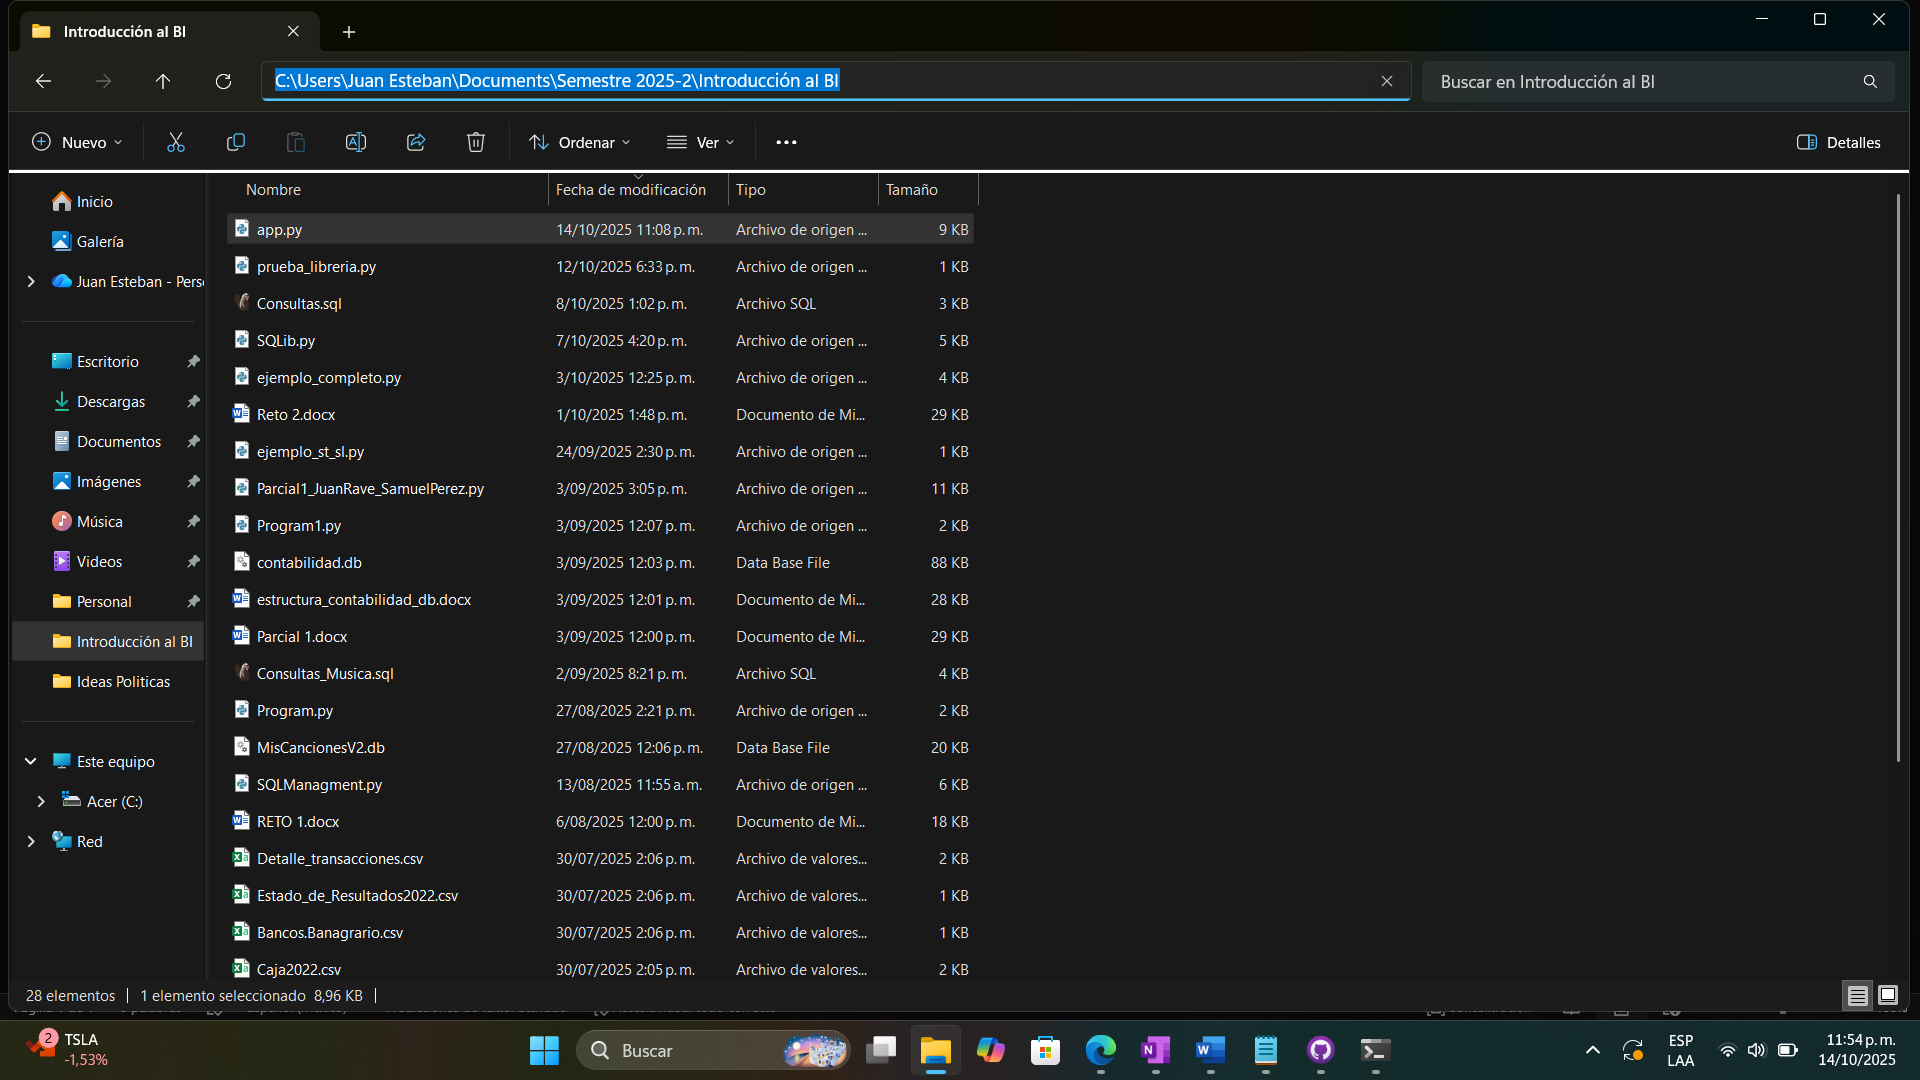 Introducción al BI
C:\Users\Juan Esteban\Documents\Semestre 2025-2\Introducción al BI
Buscar en Introducción al BI
Nuevo
Ordenar
Ver
Detalles
Nombre Fecha de modificación Tipo Tamaño
Inicio
Galería
Juan Esteban - Pers
Escritorio
Descargas
Documentos
Imágenes
Música
Videos
Personal
Introducción al BI
Ideas Politicas
Este equipo
Acer (C:)
Red
app.py 14/10/2025 11:08 p. m. Archivo de origen ... 9 KB
prueba_libreria.py 12/10/2025 6:33 p. m. Archivo de origen ... 1 KB
Consultas.sql 8/10/2025 1:02 p. m. Archivo SQL 3 KB
SQLib.py 7/10/2025 4:20 p. m. Archivo de origen ... 5 KB
ejemplo_completo.py 3/10/2025 12:25 p. m. Archivo de origen ... 4 KB
Reto 2.docx 1/10/2025 1:48 p. m. Documento de Mi... 29 KB
ejemplo_st_sl.py 24/09/2025 2:30 p. m. Archivo de origen ... 1 KB
Parcial1_JuanRave_SamuelPerez.py 3/09/2025 3:05 p. m. Archivo de origen ... 11 KB
Program1.py 3/09/2025 12:07 p. m. Archivo de origen ... 2 KB
contabilidad.db 3/09/2025 12:03 p. m. Data Base File 88 KB
estructura_contabilidad_db.docx 3/09/2025 12:01 p. m. Documento de Mi... 28 KB
Parcial 1.docx 3/09/2025 12:00 p. m. Documento de Mi... 29 KB
Consultas_Musica.sql 2/09/2025 8:21 p. m. Archivo SQL 4 KB
Program.py 27/08/2025 2:21 p. m. Archivo de origen ... 2 KB
MisCancionesV2.db 27/08/2025 12:06 p. m. Data Base File 20 KB
SQLManagment.py 13/08/2025 11:55 a. m. Archivo de origen ... 6 KB
RETO 1.docx 6/08/2025 12:00 p. m. Documento de Mi... 18 KB
Detalle_transacciones.csv 30/07/2025 2:06 p. m. Archivo de valores... 2 KB
Estado_de_Resultados2022.csv 30/07/2025 2:06 p. m. Archivo de valores... 1 KB
Bancos.Banagrario.csv 30/07/2025 2:06 p. m. Archivo de valores... 1 KB
Caja2022.csv 30/07/2025 2:05 p. m. Archivo de valores... 2 KB
28 elementos 1 elemento seleccionado 8,96 KB
2
TSLA
-1,53%
Buscar
ESP
LAA
11:54 p. m.
14/10/2025